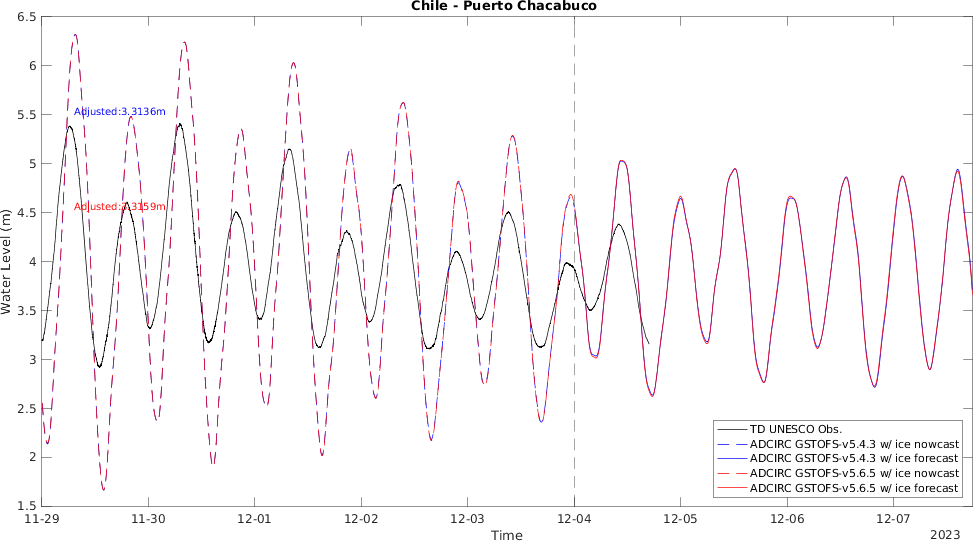 Chile - Puerto Chacabuco
6.5
6
5.5
5
4.5
4
3.5
3
2.5
2
1.5
Water Level (m)
Adjusted:3.3136m
Adjusted:3.3159m
TD UNESCO Obs.
ADCIRC GSTOFS-v5.4.3 w/ ice nowcast
ADCIRC GSTOFS-v5.4.3 w/ ice forecast
ADCIRC GSTOFS-v5.6.5 w/ ice nowcast
ADCIRC GSTOFS-v5.6.5 w/ ice forecast
11-29 11-30 12-01 12-02 12-03 12-04 12-05 12-06 12-07
Time
2023